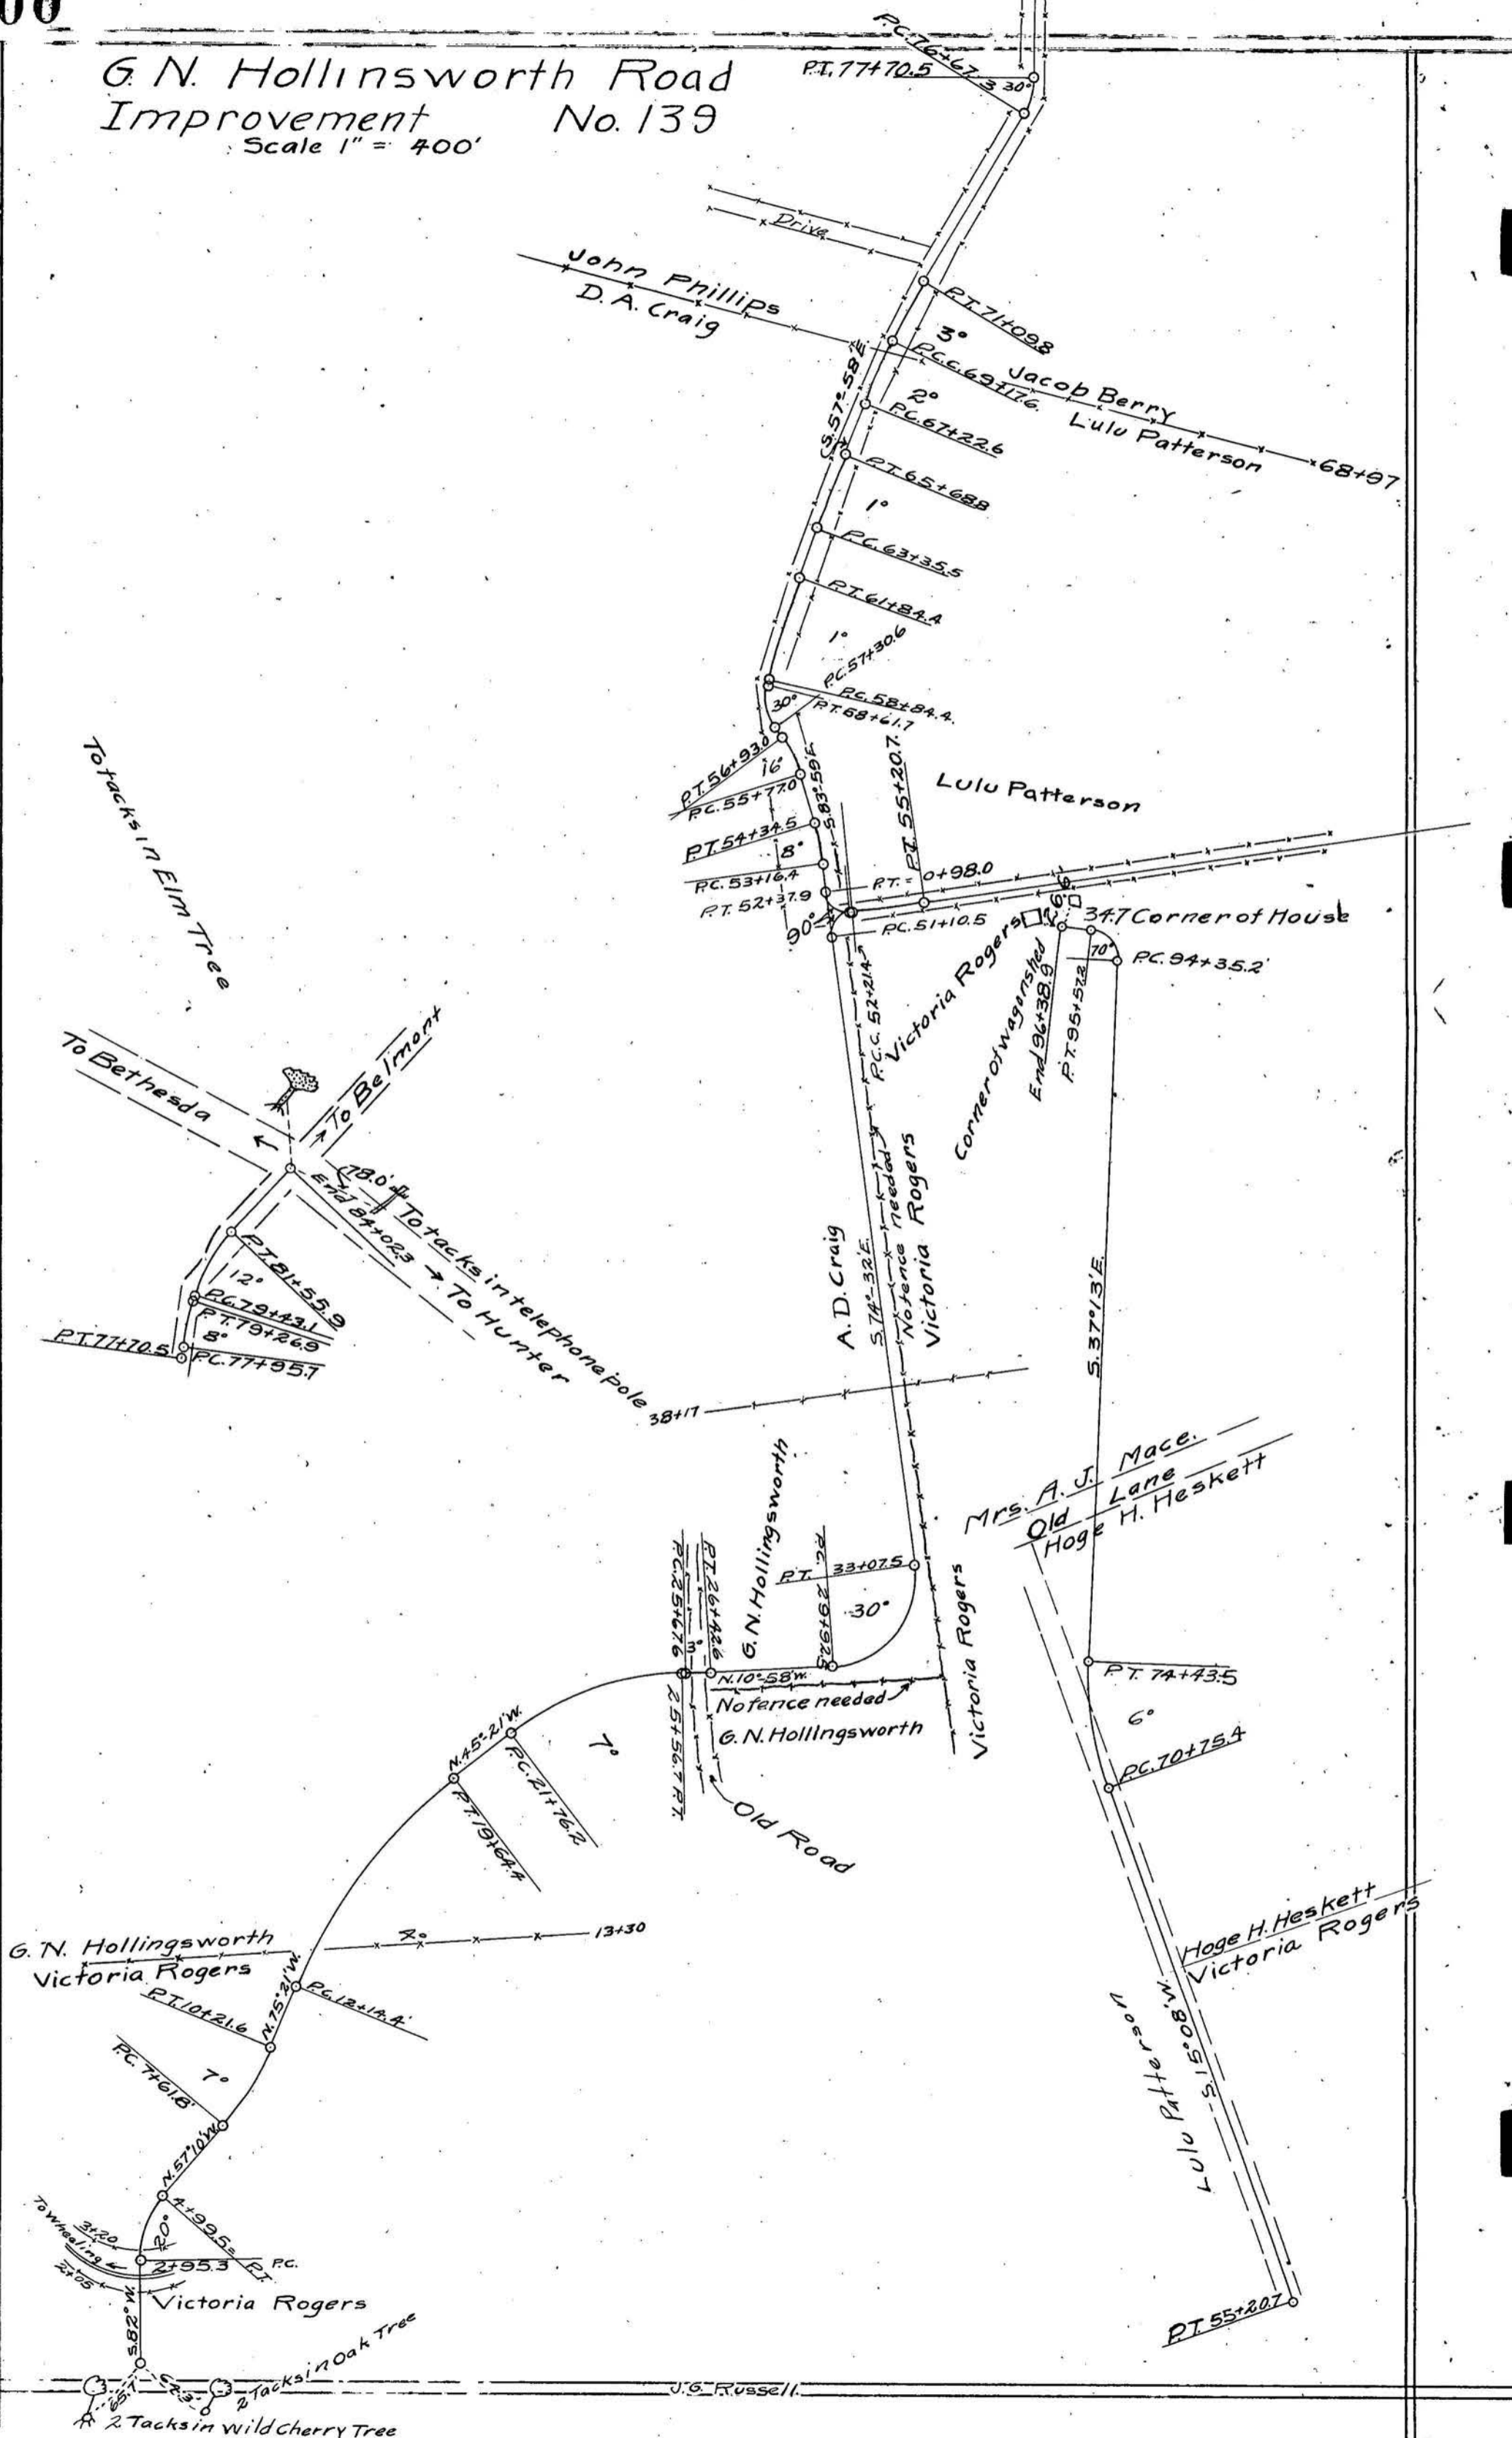 00
G. N. Hollinsworth Road
Improvement No. 139
Scale 1" = 400'
P.C. 76+67.3
P.T. 77+70.5
30°
Drive
John Phillips
D. A. Craig
P.T. 71+09.8
3°
P.C.C. 69+17.6
Jacob Berry
Lulu Patterson
68+97
S. 57°-58' E.
2°
P.C. 67+22.6
P.T. 65+68.8
1°
P.C. 63+35.5
P.T. 61+84.4
1°
P.C. 57+30.6
P.C. 58+84.4
P.T. 58+61.7
30°
P.T. 56+93.0
16°
P.C. 55+77.0
S. 83°-59' E.
P.T. 54+34.5
8°
P.C. 53+16.4
P.T. 52+37.9
90°
P.T. 55+20.7
Lulu Patterson
P.T. = 0+98.0
P.C. 51+10.5
P.C.C. 52+21.4
Victoria Rogers
34.7 Corner of House
70°
P.C. 94+35.2
Corner of wagonshed
End 96+38.9
P.T. 95+57.2
To tacks in Elm Tree
To Bethesda
To Belmont
78.0'
To tacks in telephone pole
End 84+02.3
To Hunter
P.T. 81+55.9
12°
P.C. 79+43.1
P.T. 79+26.9
8°
P.T. 77+70.5
P.C. 77+95.7
A. D. Craig
S. 74°-32' E.
No fence needed
Victoria Rogers
S. 37°13' E.
38+17
Mrs. A. J. Mace.
Old Lane
Hoge H. Heskett
G. N. Hollingsworth
P.T. 33+07.5
P.C. 29+92.5
30°
P.C. 25+67.6
P.T. 26+42.6
3°
N. 10°-58' W.
25+56.7 P.T.
No fence needed
G. N. Hollingsworth
Victoria Rogers
Old Road
N. 45°-21' W.
7°
P.C. 21+76.2
P.T. 19+64.4
P.T. 74+43.5
6°
P.C. 70+75.4
G. N. Hollingsworth
Victoria Rogers
4°
13+30
N. 75°21' W.
P.C. 12+14.4
P.T. 10+21.6
7°
P.C. 7+61.8
N. 57°10' W.
Hoge H. Heskett
Victoria Rogers
Lulu Patterson
S. 15°08' W.
P.T. 55+20.7
20°
4+99.5 =
P.T.
3+20
To Wheeling
2+95.3 P.C.
2+05
S. 82° W.
Victoria Rogers
2 Tacks in Oak Tree
2 Tacks in Wild Cherry Tree
J. G. Russell